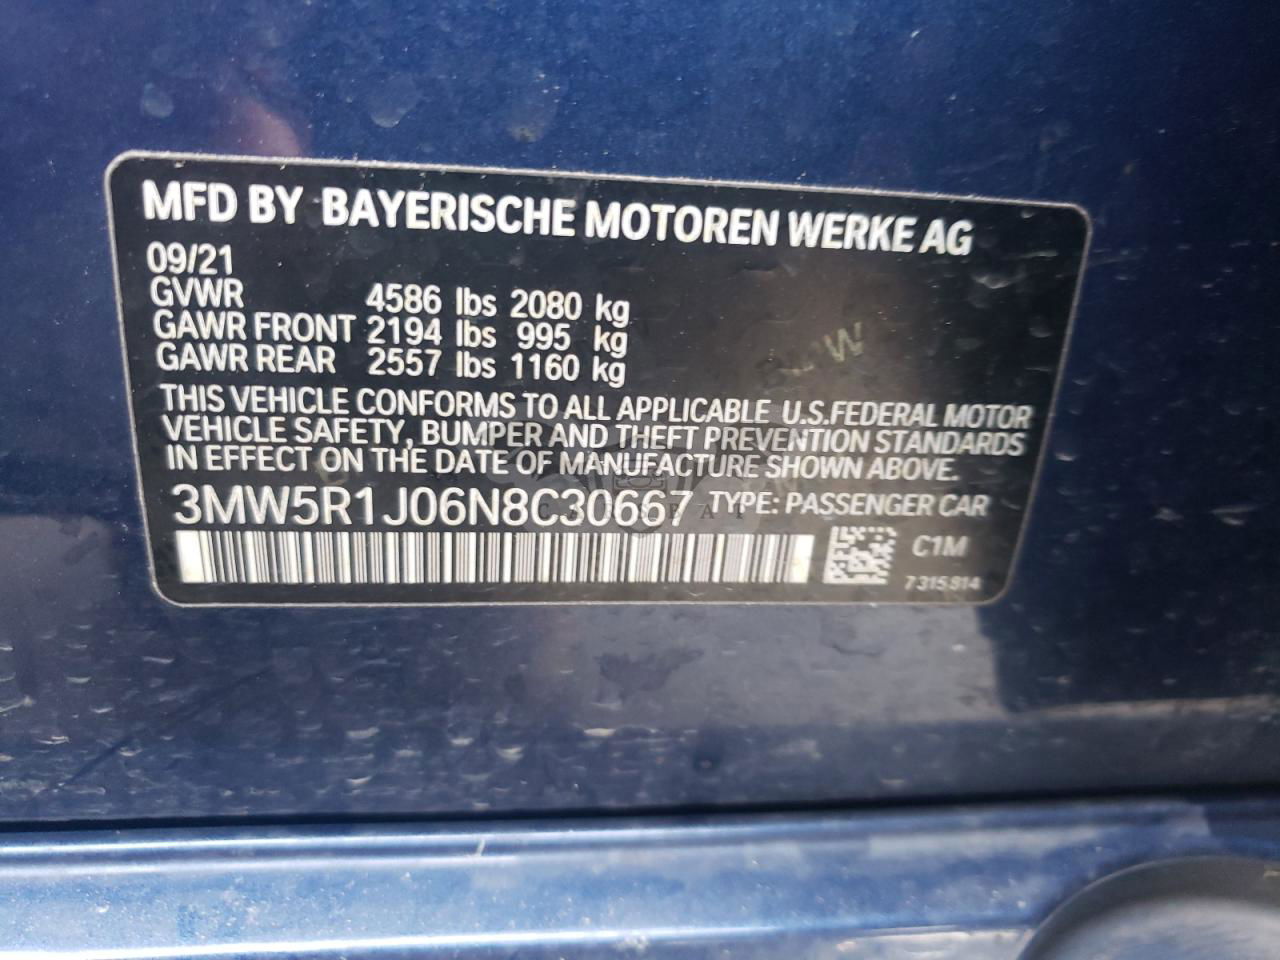 MFD BY BAYERISCHE MOTOREN WERKE AG
09/21
GVWR 4586 lbs 2080 kg
GAWR FRONT 2194 lbs 995 kg
GAWR REAR 2557 lbs 1160 kg
THIS VEHICLE CONFORMS TO ALL APPLICABLE U.S.FEDERAL MOTOR
VEHICLE SAFETY, BUMPER AND THEFT PREVENTION STANDARDS
IN EFFECT ON THE DATE OF MANUFACTURE SHOWN ABOVE.
3MW5R1J06N8C30667 TYPE: PASSENGER CAR
C1M
7315814